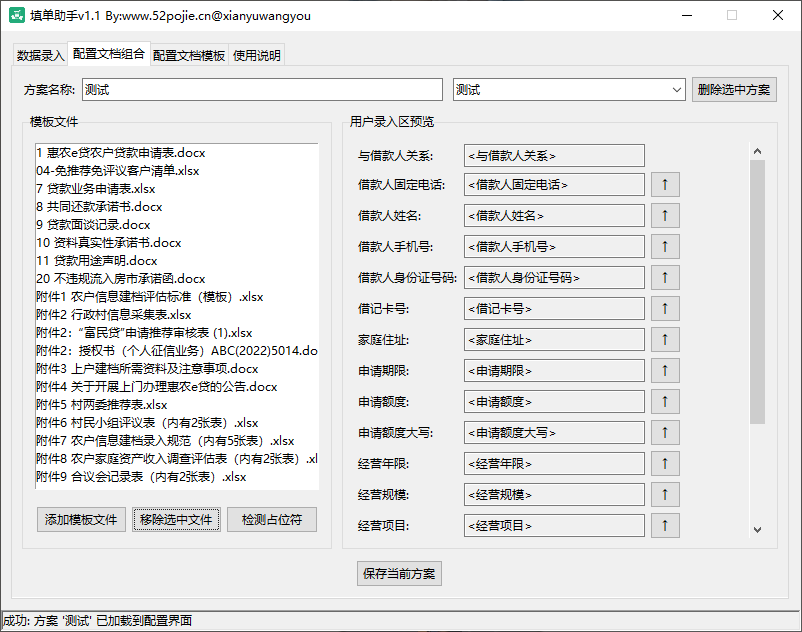 填单助手v1.1 By:www.52pojie.cn@xianyuwangyou
数据录入 配置文档组合 配置文档模板 使用说明
方案名称: 测试 测试 删除选中方案
模板文件
1 惠农e贷农户贷款申请表.docx
04-免推荐免评议客户清单.xlsx
7 贷款业务申请表.xlsx
8 共同还款承诺书.docx
9 贷款面谈记录.docx
10 资料真实性承诺书.docx
11 贷款用途声明.docx
20 不违规流入房市承诺函.docx
附件1 农户信息建档评估标准（模板）.xlsx
附件2 行政村信息采集表.xlsx
附件2：“富民贷”申请推荐审核表 (1).xlsx
附件2：授权书（个人征信业务）ABC(2022)5014.do
附件3 上户建档所需资料及注意事项.docx
附件4 关于开展上门办理惠农e贷的公告.docx
附件5 村两委推荐表.xlsx
附件6 村民小组评议表（内有2张表）.xlsx
附件7 农户信息建档录入规范（内有5张表）.xlsx
附件8 农户家庭资产收入调查评估表（内有2张表）.xl
附件9 合议会记录表（内有2张表）.xlsx
添加模板文件 移除选中文件 检测占位符
用户录入区预览
与借款人关系: <与借款人关系>
借款人固定电话: <借款人固定电话> ↑
借款人姓名: <借款人姓名> ↑
借款人手机号: <借款人手机号> ↑
借款人身份证号码: <借款人身份证号码> ↑
借记卡号: <借记卡号> ↑
家庭住址: <家庭住址> ↑
申请期限: <申请期限> ↑
申请额度: <申请额度> ↑
申请额度大写: <申请额度大写> ↑
经营年限: <经营年限> ↑
经营规模: <经营规模> ↑
经营项目: <经营项目> ↑
保存当前方案
成功: 方案 '测试' 已加载到配置界面